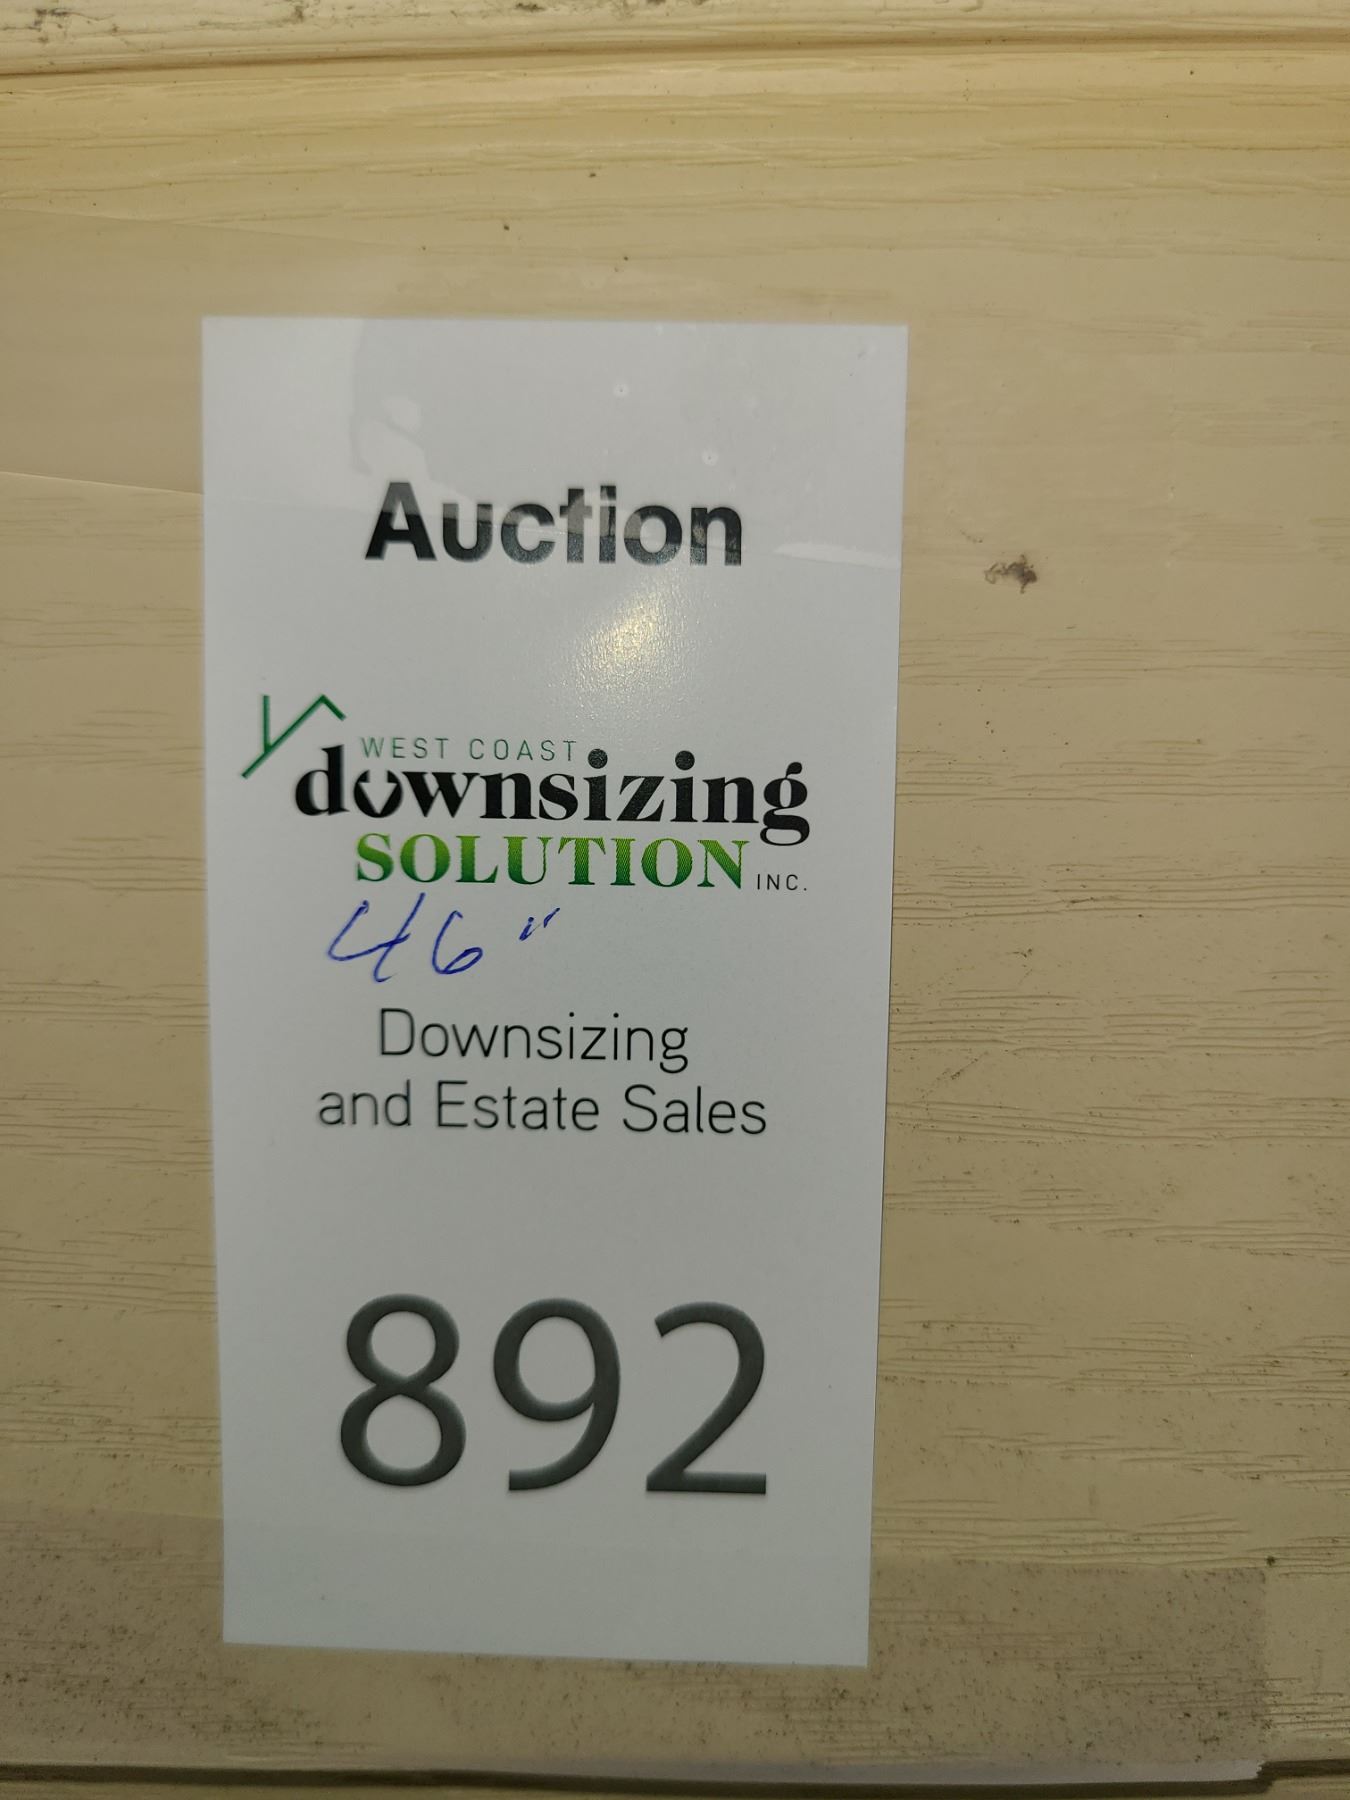 Auction
WEST COAST
downsizing
SOLUTION INC.
46"
Downsizing
and Estate Sales
892